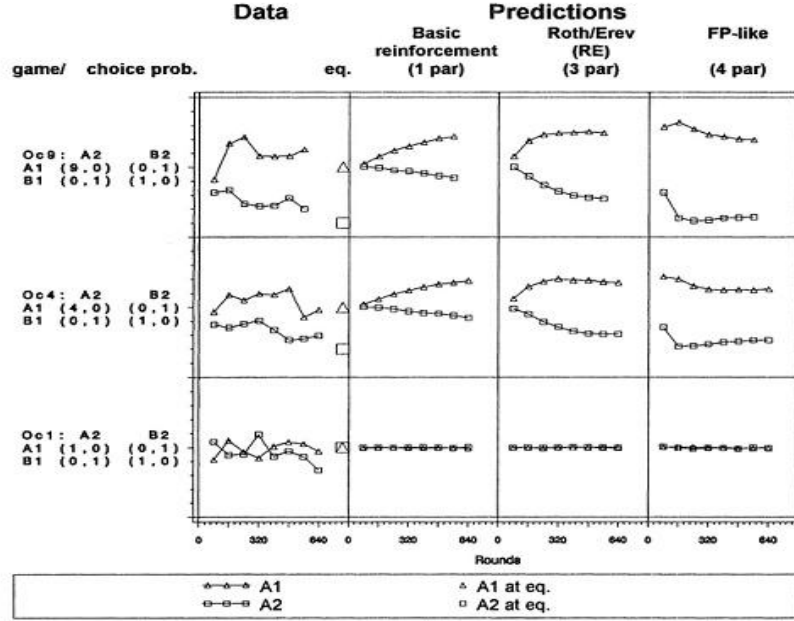 Data Predictions
Basic Roth/Erev FP-like
reinforcement (RE)
game/ choice prob. eq. (1 par) (3 par) (4 par)
Oc9: A2 B2
A1 (9,0) (0,1)
B1 (0,1) (1,0)
Oc4: A2 B2
A1 (4,0) (0,1)
B1 (0,1) (1,0)
Oc1: A2 B2
A1 (1,0) (0,1)
B1 (0,1) (1,0)
0 320 640 0 320 640 0 320 640 0 320 640
Rounds
A1 A1 at eq.
A2 A2 at eq.